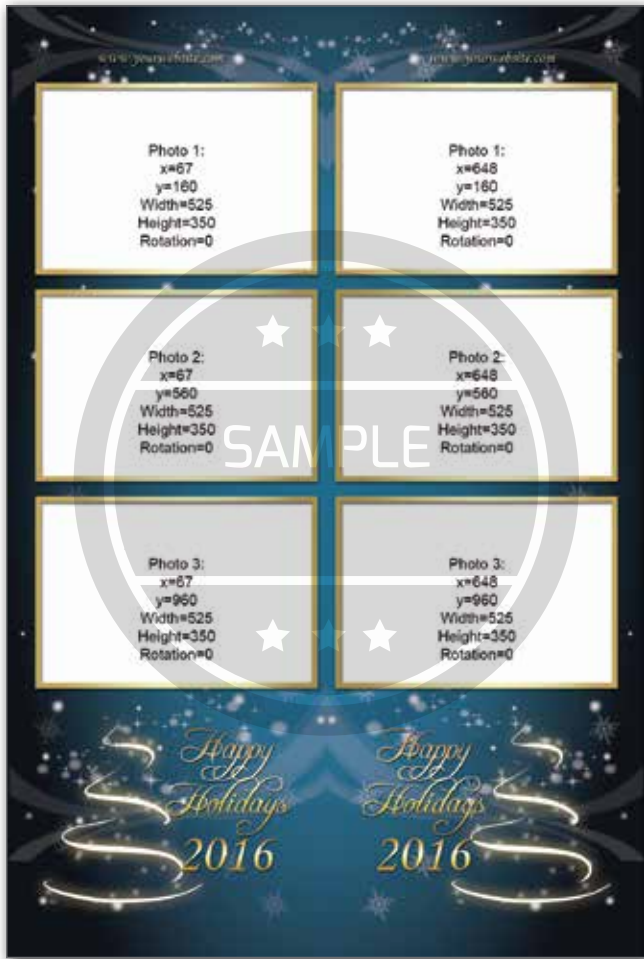 www.yourwebsite.com
www.yourwebsite.com
Photo 1:
x=67
y=160
Width=525
Height=350
Rotation=0
Photo 1:
x=648
y=160
Width=525
Height=350
Rotation=0
Photo 2:
x=67
y=560
Width=525
Height=350
Rotation=0
Photo 2:
x=648
y=560
Width=525
Height=350
Rotation=0
SAMPLE
Photo 3:
x=67
y=960
Width=525
Height=350
Rotation=0
Photo 3:
x=648
y=960
Width=525
Height=350
Rotation=0
Happy
Holidays
2016
Happy
Holidays
2016